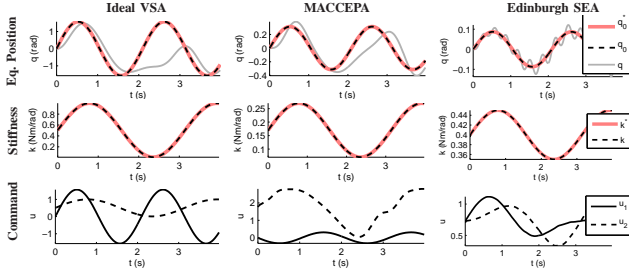 Ideal VSA MACCEPA Edinburgh SEA
Eq. Position
q (rad)
1
0
−1
0 1 2 3
t (s)
q (rad)
0.4
0.2
0
−0.2
−0.4
0 1 2 3
t (s)
q (rad)
0.1
0
−0.1
0 1 2 3
t (s)
q*0
q0
q
Stiffness
k (Nm/rad)
0.8
0.6
0.4
0.2
0 1 2 3
t (s)
k (Nm/rad)
0.25
0.2
0.15
0.1
0 1 2 3
t (s)
k (Nm/rad)
0.44
0.42
0.4
0.38
0.36
0 1 2 3
t (s)
k*
k
Command
u
1
0
−1
0 1 2 3
t (s)
u
2
1
0
0 1 2 3
t (s)
u
1
0.5
0 1 2 3
t (s)
u1
u2